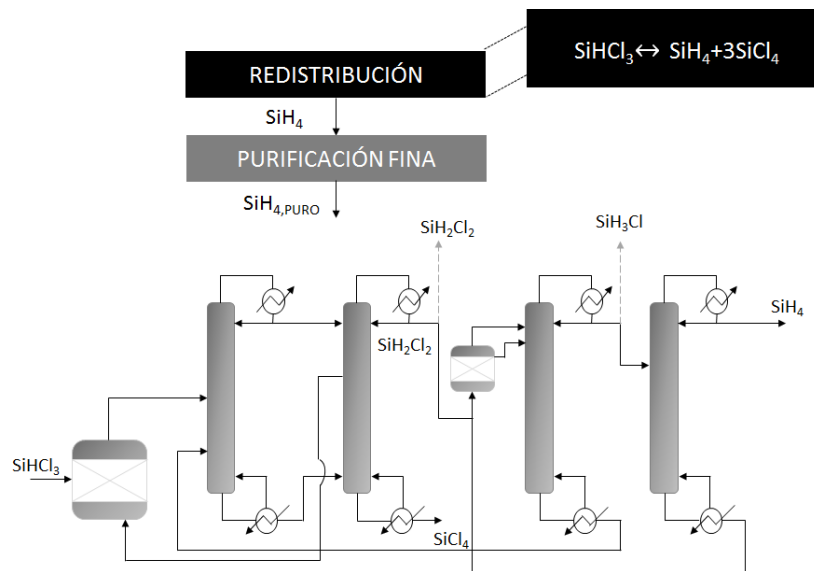 SiHCl₃↔ SiH₄+3SiCl₄
REDISTRIBUCIÓN
SiH₄
PURIFICACIÓN FINA
SiH₄,PURO
SiH₂Cl₂
SiH₃Cl
SiH₄
SiH₂Cl₂
SiHCl₃
SiCl₄